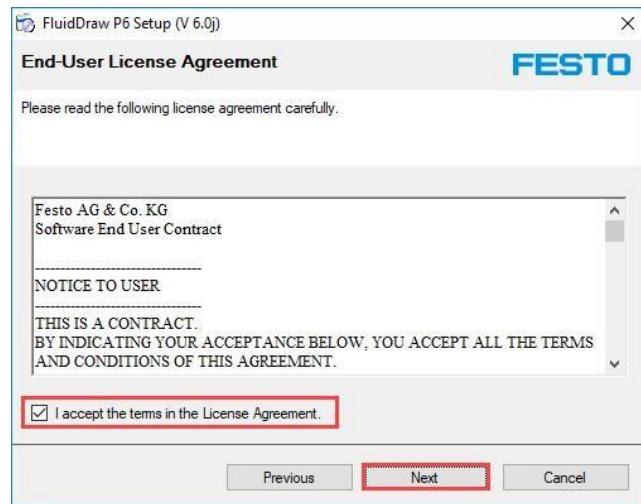 FluidDraw P6 Setup (V 6.0j)
End-User License Agreement
FESTO
Please read the following license agreement carefully.
Festo AG & Co. KG
Software End User Contract
--------------------------------
NOTICE TO USER
--------------------------------
THIS IS A CONTRACT.
BY INDICATING YOUR ACCEPTANCE BELOW, YOU ACCEPT ALL THE TERMS
AND CONDITIONS OF THIS AGREEMENT.
I accept the terms in the License Agreement.
Previous
Next
Cancel